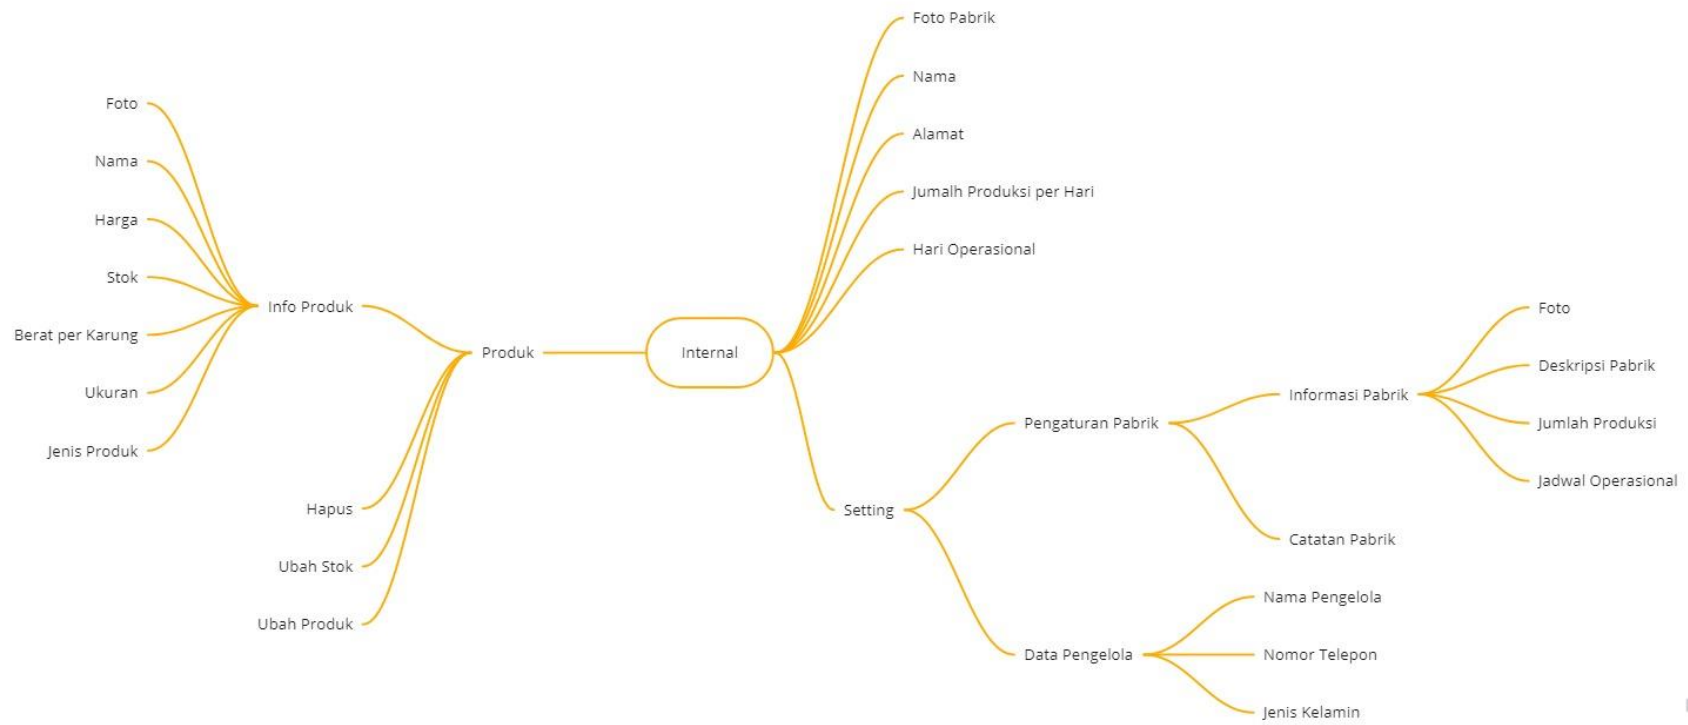 Foto
Nama
Harga
Stok
Berat per Karung
Ukuran
Jenis Produk
Info Produk
Hapus
Ubah Stok
Ubah Produk
Produk
Internal
Foto Pabrik
Nama
Alamat
Jumalh Produksi per Hari
Hari Operasional
Setting
Pengaturan Pabrik
Informasi Pabrik
Foto
Deskripsi Pabrik
Jumlah Produksi
Jadwal Operasional
Catatan Pabrik
Data Pengelola
Nama Pengelola
Nomor Telepon
Jenis Kelamin